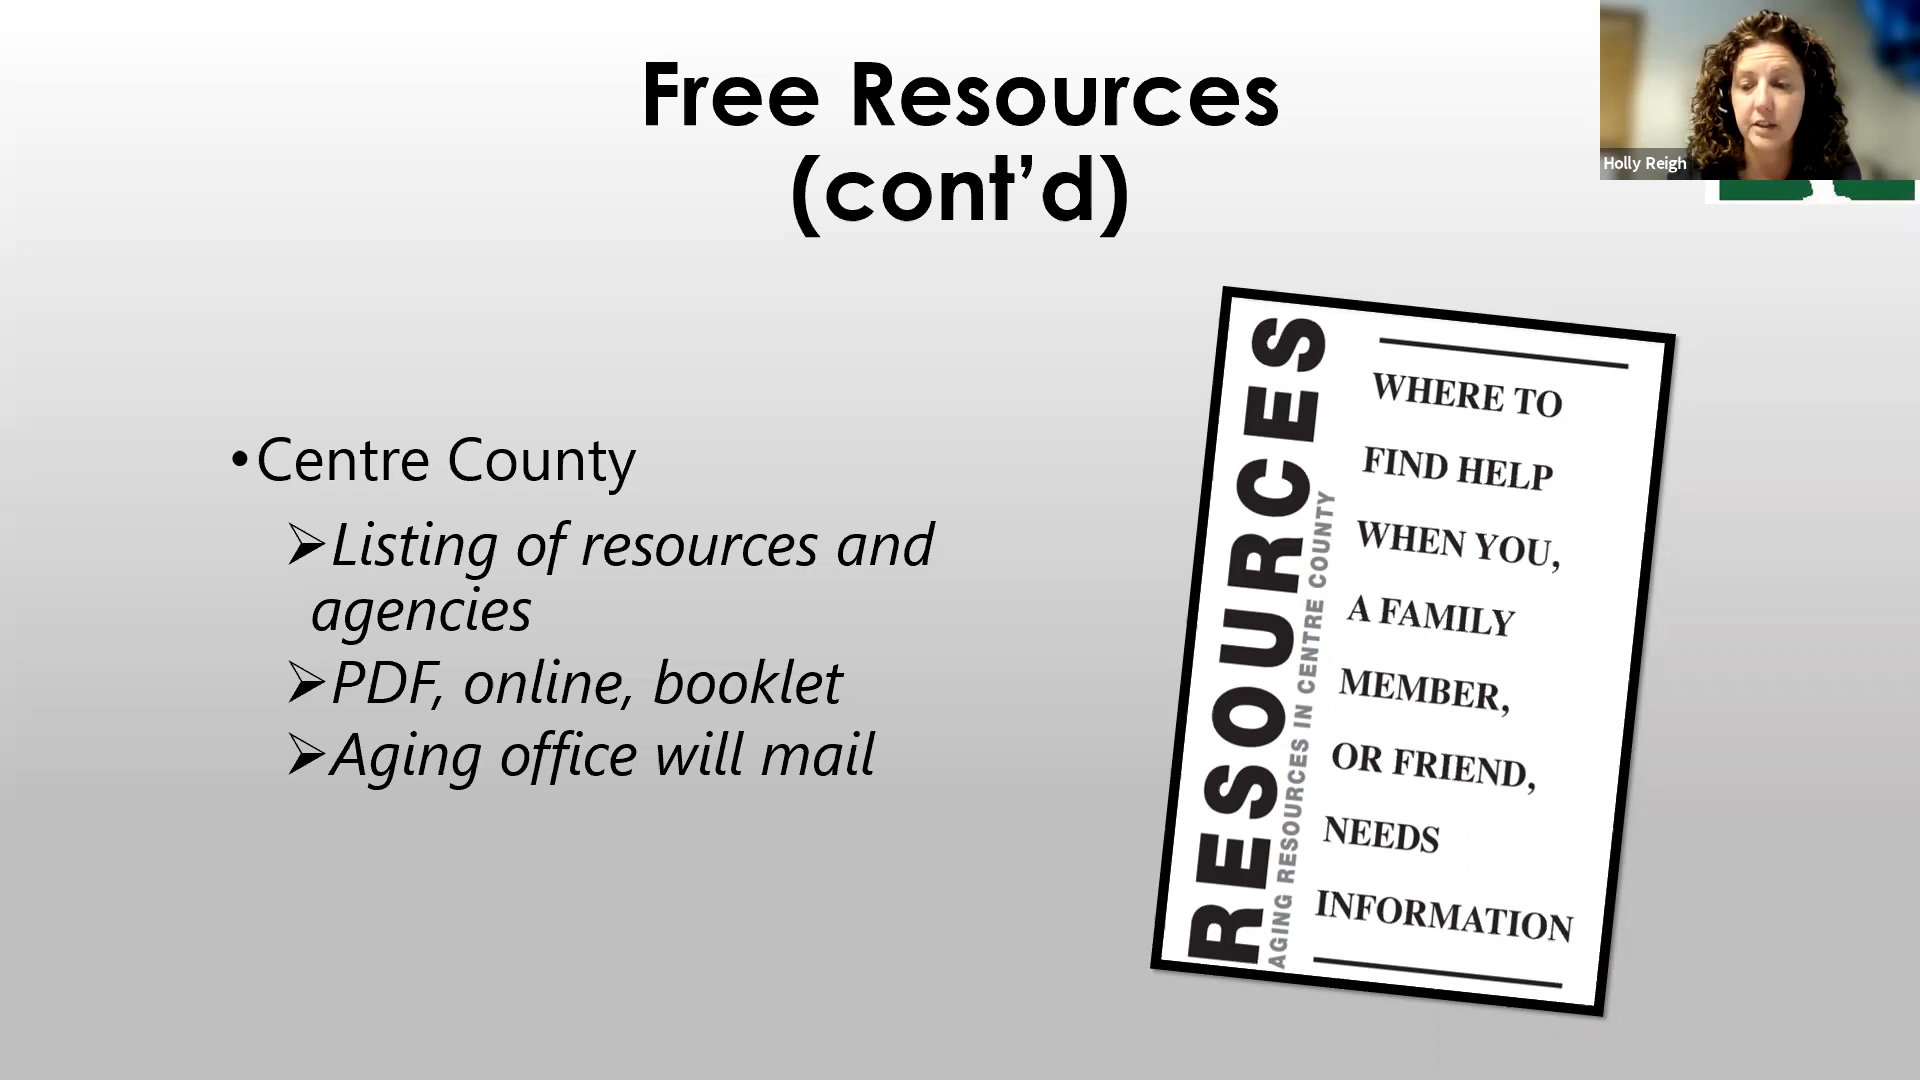 Free Resources
(cont’d)
Holly Reigh
•Centre County
➢Listing of resources and
agencies
➢PDF, online, booklet
➢Aging office will mail
RESOURCES
AGING RESOURCES IN CENTRE COUNTY
WHERE TO
FIND HELP
WHEN YOU,
A FAMILY
MEMBER,
OR FRIEND,
NEEDS
INFORMATION